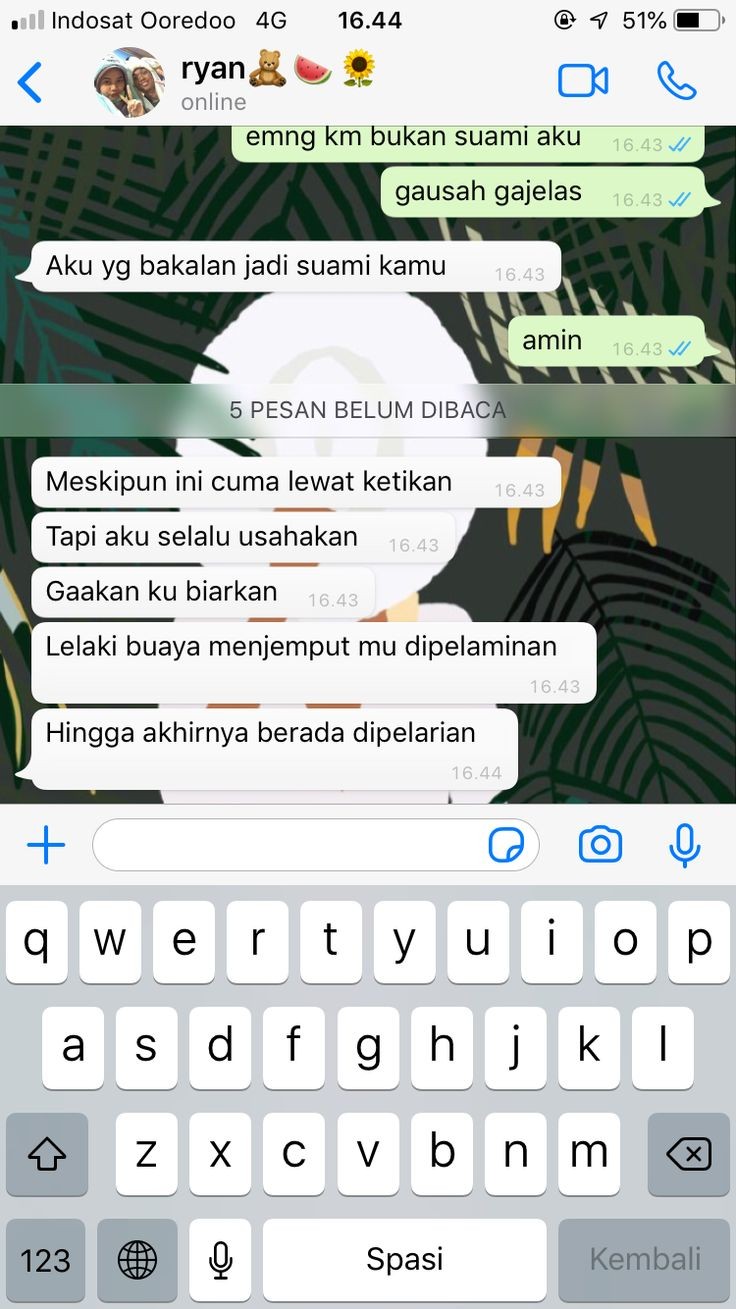 Indosat Ooredoo 4G 16.44 51%
ryan🧸🍉🌻
online
emng km bukan suami aku 16.43
gausah gajelas 16.43
Aku yg bakalan jadi suami kamu 16.43
amin 16.43
5 PESAN BELUM DIBACA
Meskipun ini cuma lewat ketikan 16.43
Tapi aku selalu usahakan 16.43
Gaakan ku biarkan 16.43
Lelaki buaya menjemput mu dipelaminan
16.43
Hingga akhirnya berada dipelarian
16.44
q w e r t y u i o p
a s d f g h j k l
z x c v b n m
123 Spasi Kembali